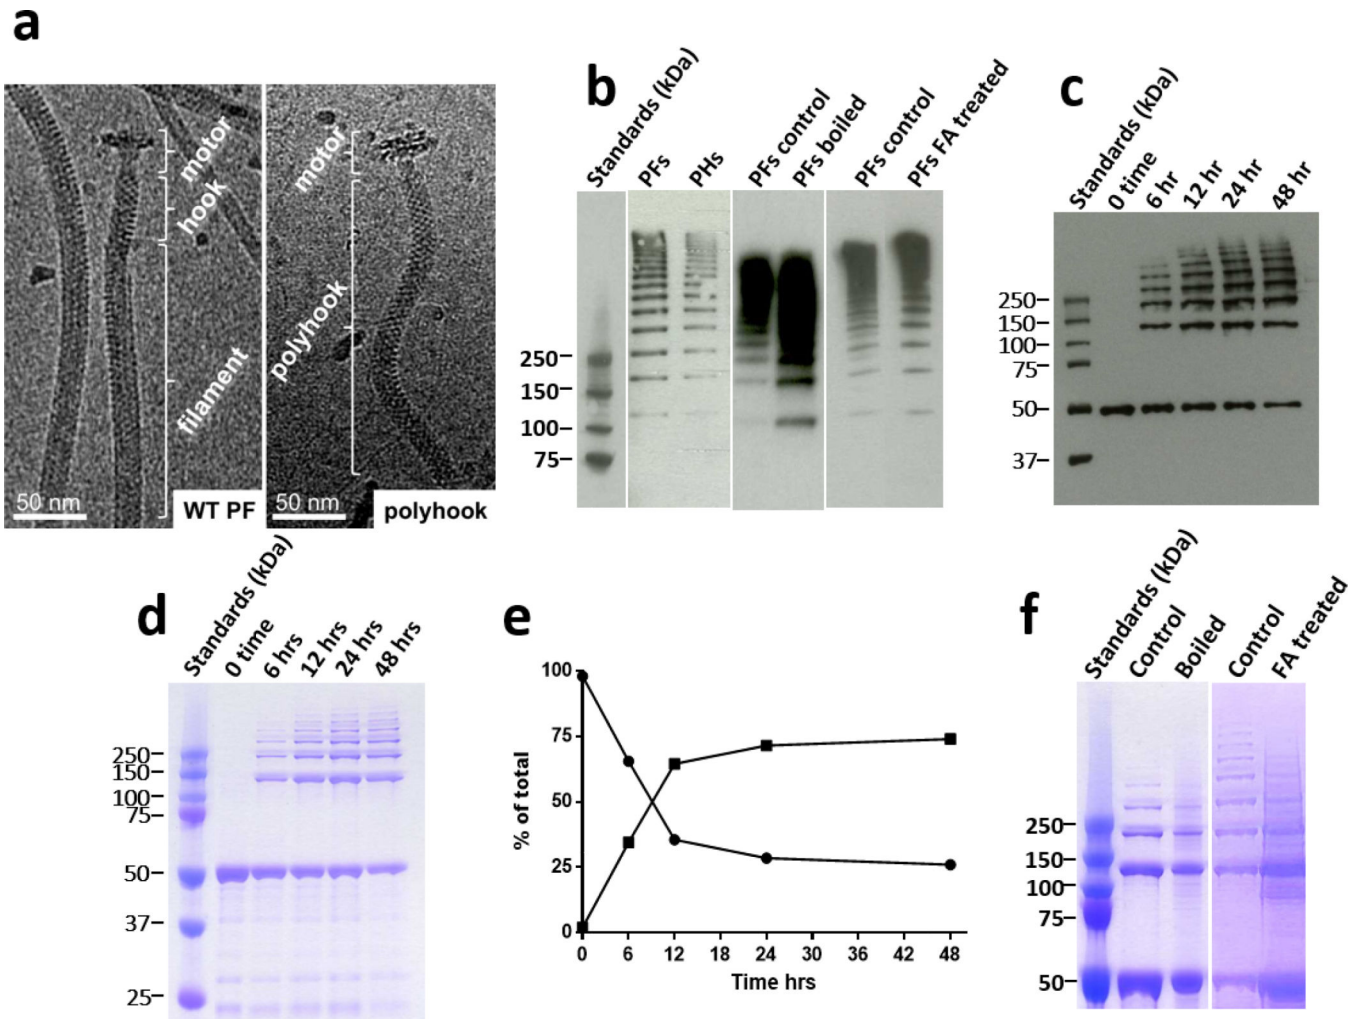 a
motor
hook
filament
50 nm
WT PF
motor
polyhook
50 nm
polyhook
b
Standards (kDa)
PFs
PHs
PFs control
PFs boiled
PFs control
PFs FA treated
250
150
100
75
c
Standards (kDa)
0 time
6 hr
12 hr
24 hr
48 hr
250
150
100
75
50
37
d
Standards (kDa)
0 time
6 hrs
12 hrs
24 hrs
48 hrs
250
150
100
75
50
37
25
e
% of total
100
75
50
25
0
0 6 12 18 24 30 36 42 48
Time hrs
f
Standards (kDa)
Control
Boiled
Control
FA treated
250
150
100
75
50